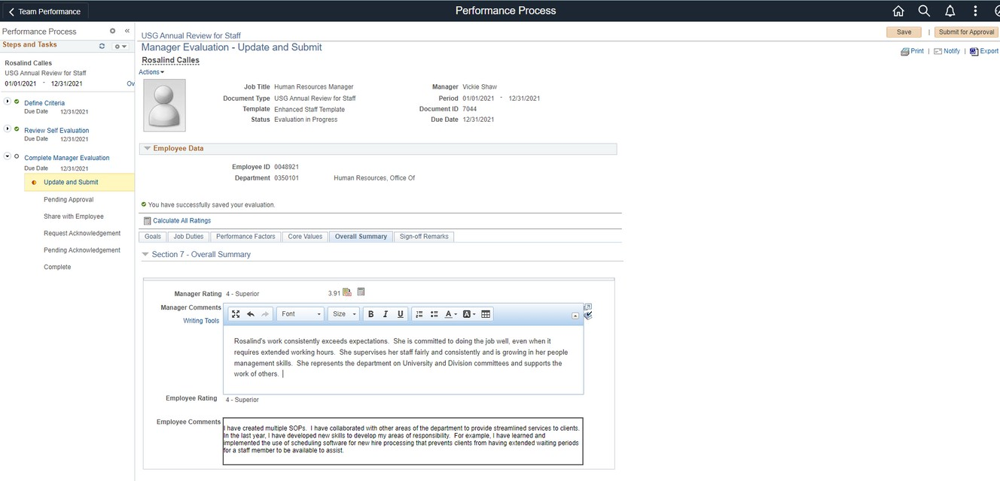 Team Performance
Performance Process
Performance Process
Steps and Tasks
Rosalind Calles
USG Annual Review for Staff
01/01/2021 - 12/31/2021 Ov
Define Criteria
Due Date 12/31/2021
Review Self Evaluation
Due Date 12/31/2021
Complete Manager Evaluation
Due Date 12/31/2021
Update and Submit
Pending Approval
Share with Employee
Request Acknowledgement
Pending Acknowledgement
Complete
USG Annual Review for Staff
Save | Submit for Approval
Manager Evaluation - Update and Submit
Print | Notify | Export
Rosalind Calles
Actions
Job Title Human Resources Manager Manager Vickie Shaw
Document Type USG Annual Review for Staff Period 01/01/2021 - 12/31/2021
Template Enhanced Staff Template Document ID 7044
Status Evaluation in Progress Due Date 12/31/2021
Employee Data
Employee ID 0048921
Department 0350101 Human Resources, Office Of
You have successfully saved your evaluation.
Calculate All Ratings
Goals Job Duties Performance Factors Core Values Overall Summary Sign-off Remarks
Section 7 - Overall Summary
Manager Rating 4 - Superior 3.91
Manager Comments
Writing Tools
Font Size B I U A A
Rosalind's work consistently exceeds expectations. She is committed to doing the job well, even when it
requires extended working hours. She supervises her staff fairly and consistently and is growing in her people
management skills. She represents the department on University and Division committees and supports the
work of others.
Employee Rating 4 - Superior
Employee Comments
I have created multiple SOPs. I have collaborated with other areas of the department to provide streamlined services to clients.
In the last year, I have developed new skills to develop my areas of responsibility. For example, I have learned and
implemented the use of scheduling software for new hire processing that prevents clients from having extended waiting periods
for a staff member to be available to assist.